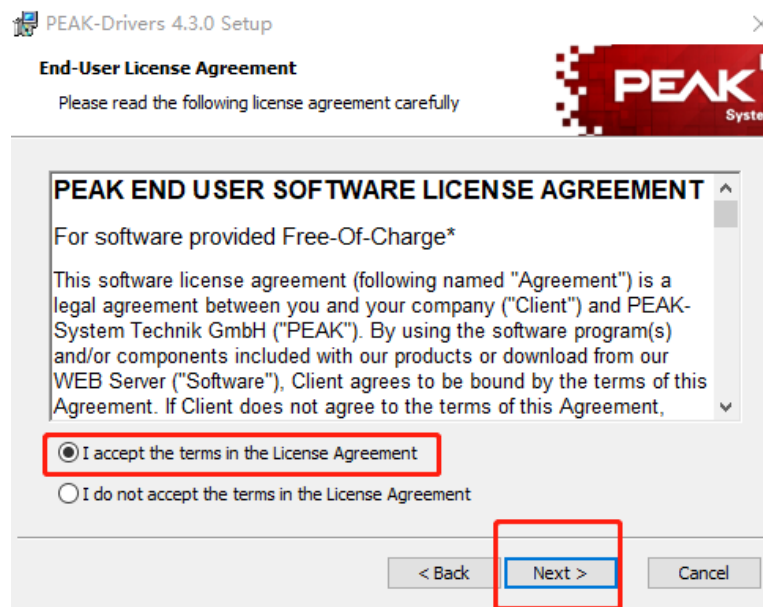 PEAK-Drivers 4.3.0 Setup
End-User License Agreement
Please read the following license agreement carefully
PEAK
Syste
PEAK END USER SOFTWARE LICENSE AGREEMENT
For software provided Free-Of-Charge*
This software license agreement (following named "Agreement") is a
legal agreement between you and your company ("Client") and PEAK-
System Technik GmbH ("PEAK"). By using the software program(s)
and/or components included with our products or download from our
WEB Server ("Software"), Client agrees to be bound by the terms of this
Agreement. If Client does not agree to the terms of this Agreement,
I accept the terms in the License Agreement
I do not accept the terms in the License Agreement
< Back
Next >
Cancel